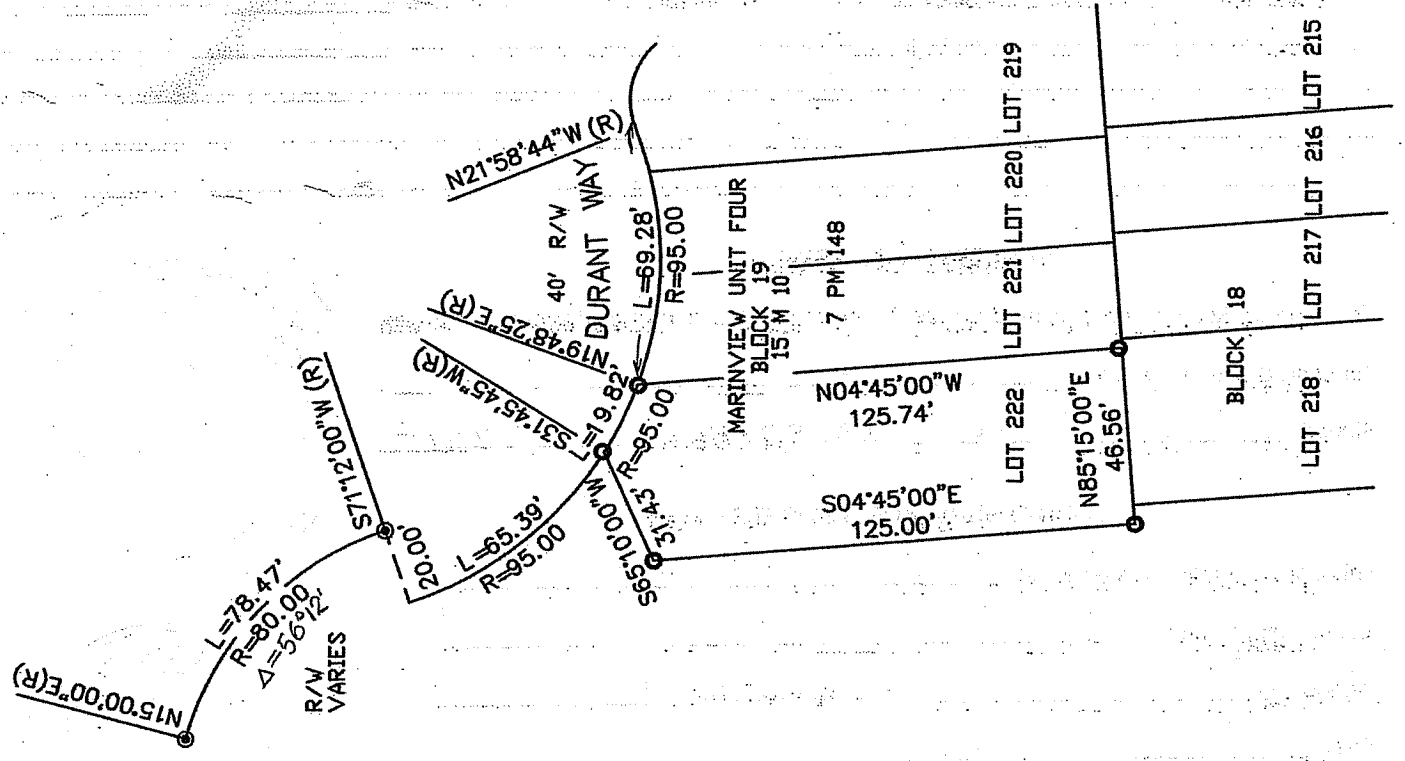 N15°00'00"E(R)
L=78.47'
R=80.00
Δ=56°12'
R/W
VARIES
S71°12'00"W (R)
20.00'
L=65.39'
R=95.00
S31°45'45"W(R)
N19°48'25"E(R)
L=19.82'
R=95.00
N21°58'44"W (R)
40' R/W
DURANT WAY
L=69.28'
R=95.00
S65°10'00"W
31.43'
MARINVIEW UNIT FOUR
BLOCK 19
15 M 10
7 PM 148
N04°45'00"W
125.74'
S04°45'00"E
125.00'
N85°15'00"E
46.56'
LOT 222
LOT 221
LOT 220
LOT 219
BLOCK 18
LOT 218
LOT 217
LOT 216
LOT 215